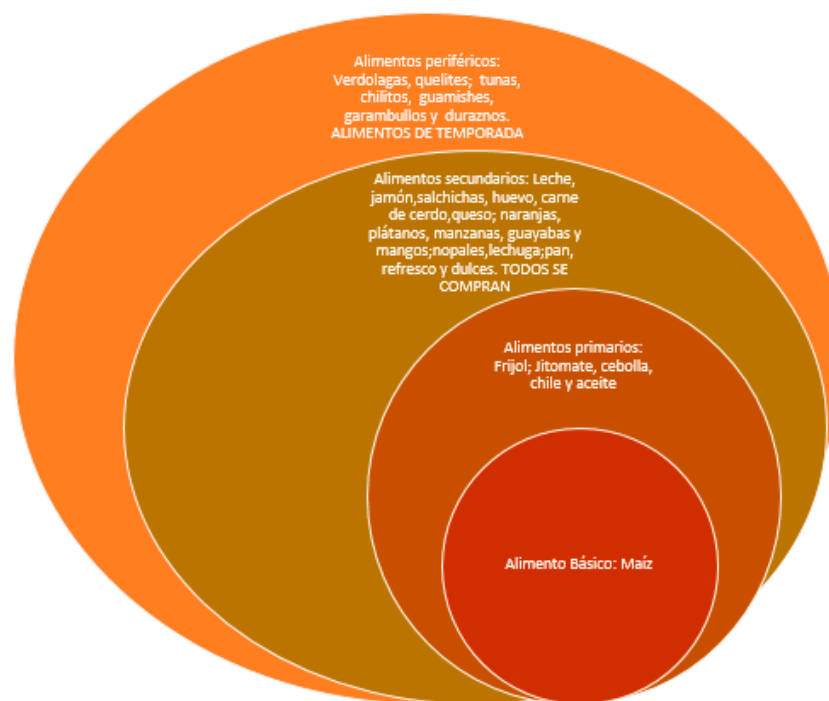 Alimentos periféricos:
Verdolagas, quelites; tunas,
chilitos, guamishes,
garambullos y duraznos.
ALIMENTOS DE TEMPORADA
Alimentos secundarios: Leche,
jamón,salchichas, huevo, carne
de cerdo,queso; naranjas,
plátanos, manzanas, guayabas y
mangos;nopales,lechuga;pan,
refresco y dulces. TODOS SE
COMPRAN
Alimentos primarios:
Frijol; Jitomate, cebolla,
chile y aceite
Alimento Básico: Maíz